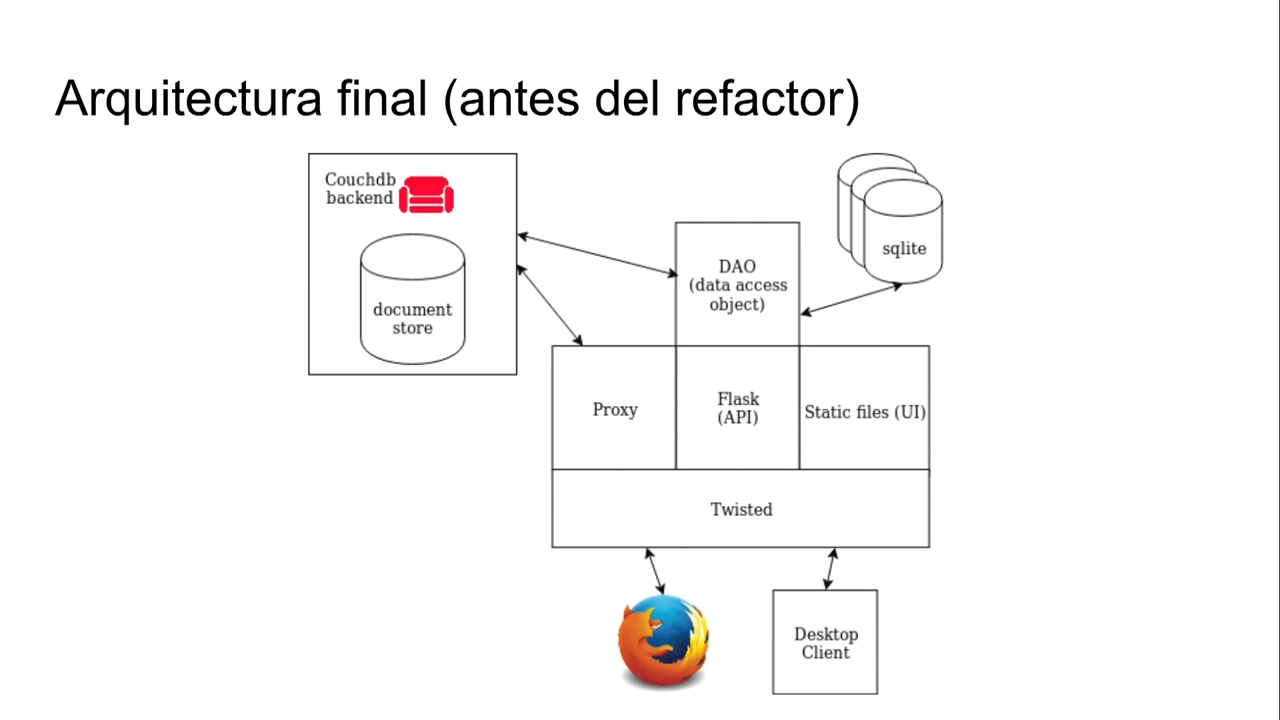 Arquitectura final (antes del refactor)
Couchdb
backend
document
store
DAO
(data access
object)
sqlite
Proxy
Flask
(API)
Static files (UI)
Twisted
Desktop
Client